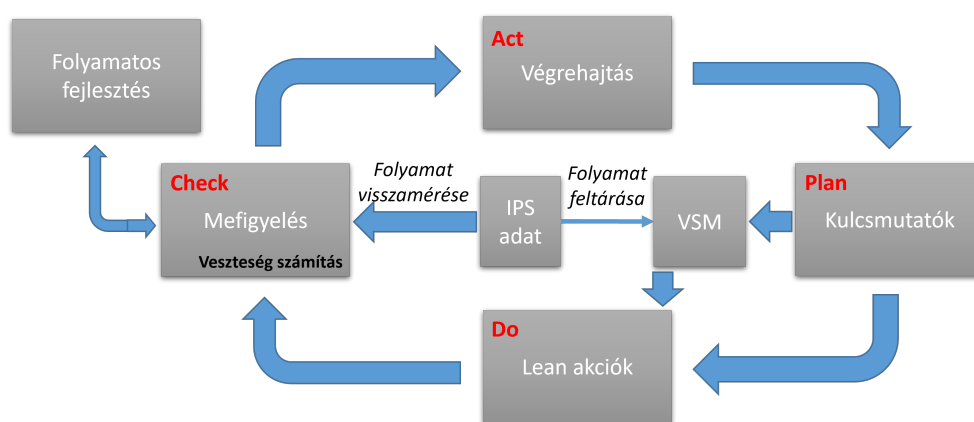 Folyamatos
fejlesztés
Act
Végrehajtás
Check
Mefigyelés
Veszteség számítás
Folyamat
visszamérése
IPS
adat
Folyamat
feltárása
VSM
Plan
Kulcsmutatók
Do
Lean akciók